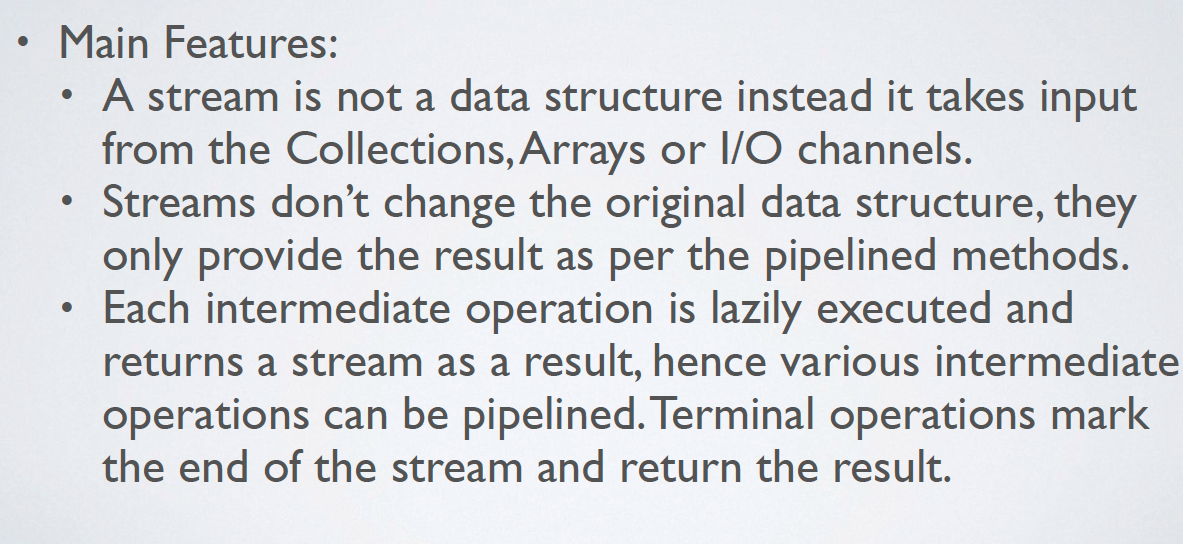 • Main Features:
• A stream is not a data structure instead it takes input
from the Collections, Arrays or I/O channels.
• Streams don’t change the original data structure, they
only provide the result as per the pipelined methods.
• Each intermediate operation is lazily executed and
returns a stream as a result, hence various intermediate
operations can be pipelined. Terminal operations mark
the end of the stream and return the result.